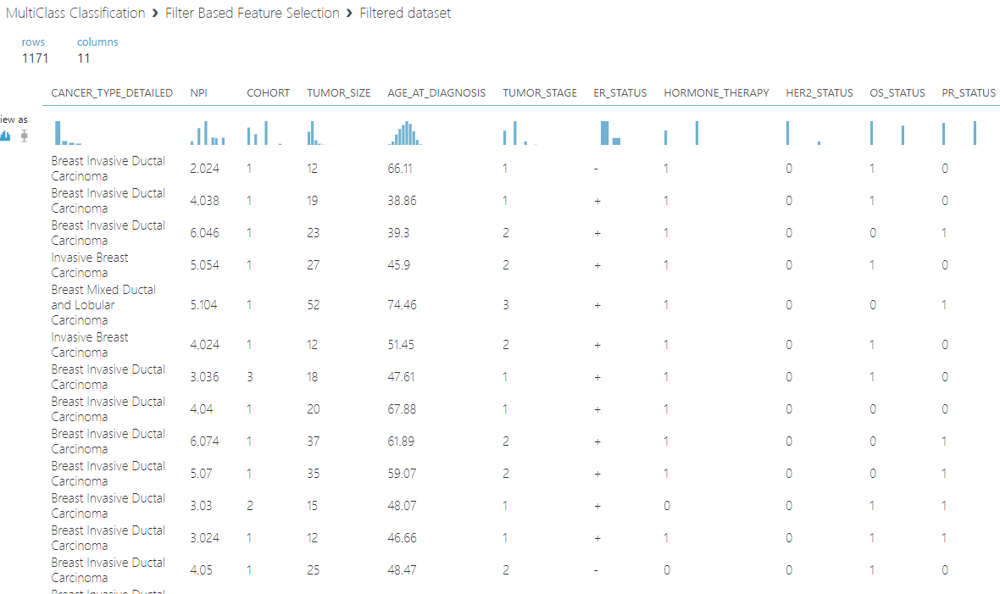 MultiClass Classification › Filter Based Feature Selection › Filtered dataset
rows columns
1171 11
CANCER_TYPE_DETAILED NPI COHORT TUMOR_SIZE AGE_AT_DIAGNOSIS TUMOR_STAGE ER_STATUS HORMONE_THERAPY HER2_STATUS OS_STATUS PR_STATUS
iew as
Breast Invasive Ductal
Carcinoma
2.024 1 12 66.11 1 - 1 0 1 0
Breast Invasive Ductal
Carcinoma
4.038 1 19 38.86 1 + 1 0 1 0
Breast Invasive Ductal
Carcinoma
6.046 1 23 39.3 2 + 1 0 0 1
Invasive Breast
Carcinoma
5.054 1 27 45.9 2 + 1 0 1 0
Breast Mixed Ductal
and Lobular
Carcinoma
5.104 1 52 74.46 3 + 1 0 0 1
Invasive Breast
Carcinoma
4.024 1 12 51.45 2 + 1 0 1 0
Breast Invasive Ductal
Carcinoma
3.036 3 18 47.61 1 + 1 0 1 0
Breast Invasive Ductal
Carcinoma
4.04 1 20 67.88 1 + 1 0 0 0
Breast Invasive Ductal
Carcinoma
6.074 1 37 61.89 2 + 1 0 0 1
Breast Invasive Ductal
Carcinoma
5.07 1 35 59.07 2 + 1 0 0 1
Breast Invasive Ductal
Carcinoma
3.03 2 15 48.07 1 + 0 0 1 1
Breast Invasive Ductal
Carcinoma
3.024 1 12 46.66 1 + 1 0 1 1
Breast Invasive Ductal
Carcinoma
4.05 1 25 48.47 2 - 0 0 1 0
Breast Invasive Ductal